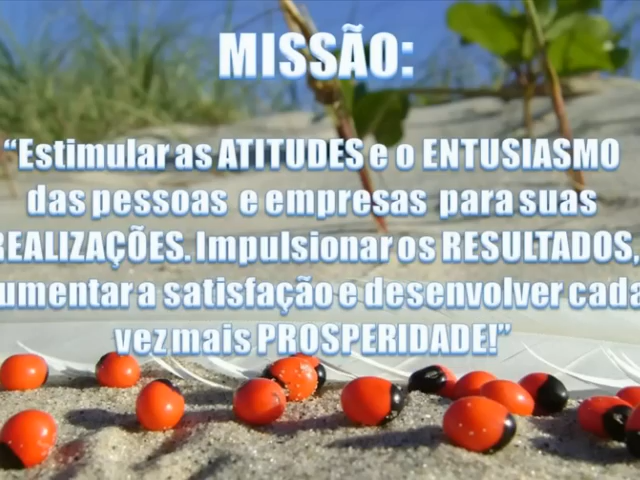 MISSÃO:
“Estimular as ATITUDES e o ENTUSIASMO
das pessoas e empresas para suas
REALIZAÇÕES. Impulsionar os RESULTADOS,
umentar a satisfação e desenvolver cada
vez mais PROSPERIDADE!”